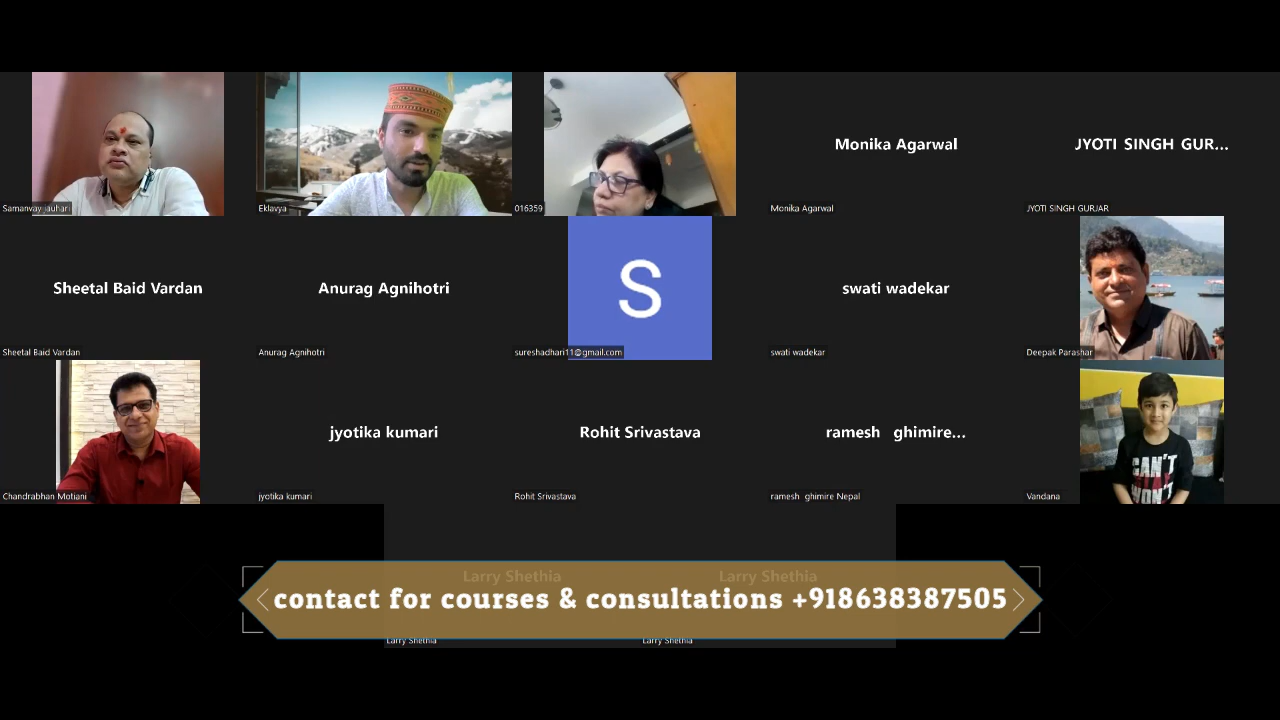 Monika Agarwal
JYOTI SINGH GUR...
Samanvay Jauhari
Eklavya
016359
Monika Agarwal
JYOTI SINGH GURJAR
Sheetal Baid Vardan
Anurag Agnihotri
S
swati wadekar
Sheetal Baid Vardan
Anurag Agnihotri
sureshadhari11@gmail.com
swati wadekar
Deepak Parashar
jyotika kumari
Rohit Srivastava
ramesh ghimire...
CAN'T
WON'T
Chandrabhan Motiani
jyotika kumari
Rohit Srivastava
ramesh ghimire Nepal
Vandana
Larry Shethia
Larry Shethia
contact for courses & consultations +918638387505
Larry Shethia
Larry Shethia